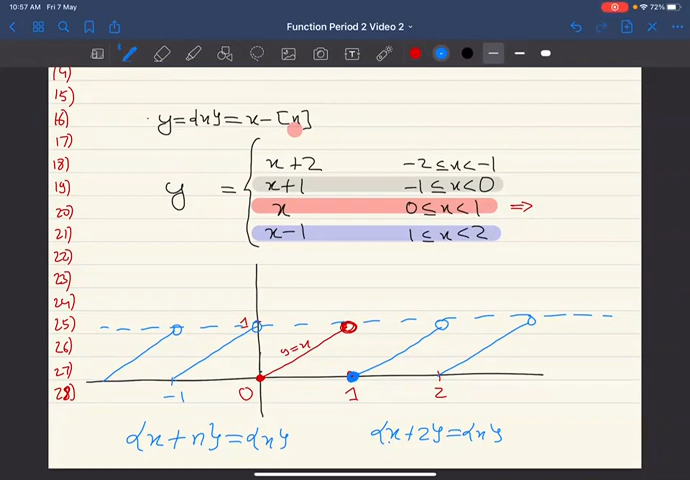 10:57 AM Fri 7 May
72%
Function Period 2 Video 2
14)
15)
16) y={x}=x-[x]
17)
18) x+2 -2≤x<-1
19) y = { x+1 -1≤x<0
20) x 0≤x<1 ⇒
21) x-1 1≤x<2
22)
23)
24)
25) 1
26) y=x
27)
28) -1 0 1 2
{x+n}={x} {x+2}={x}